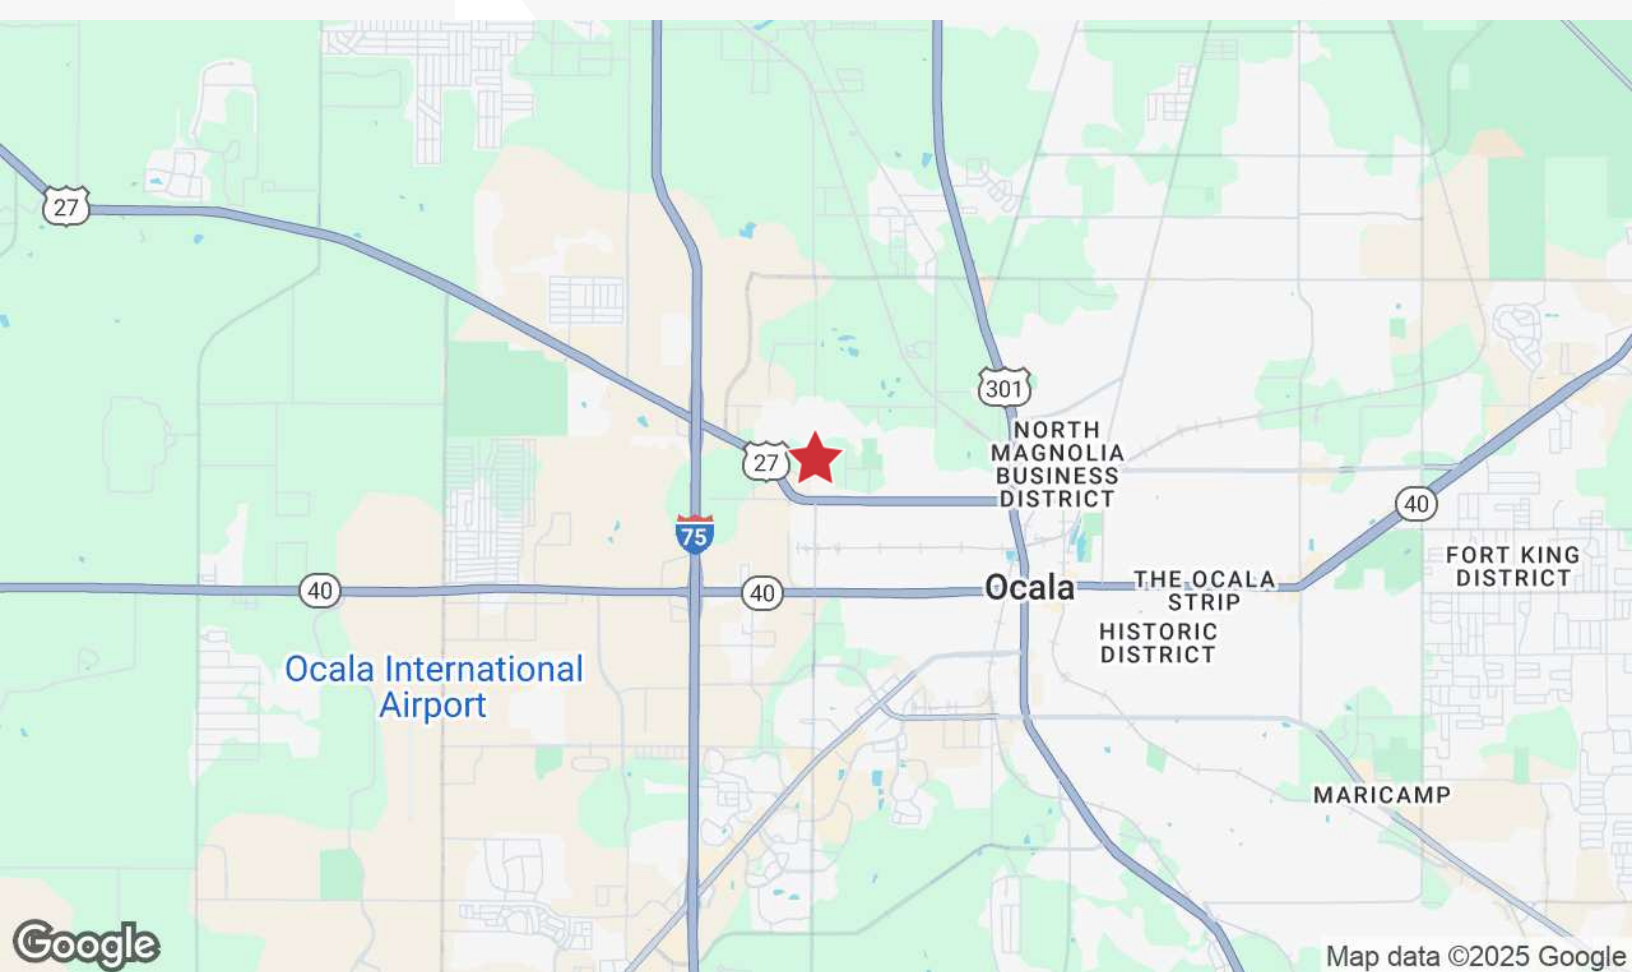 27
301
NORTH
MAGNOLIA
BUSINESS
DISTRICT
27
40
75
FORT KING
DISTRICT
40
40
Ocala
THE OCALA
STRIP
HISTORIC
DISTRICT
Ocala International
Airport
MARICAMP
Google
Map data ©2025 Google